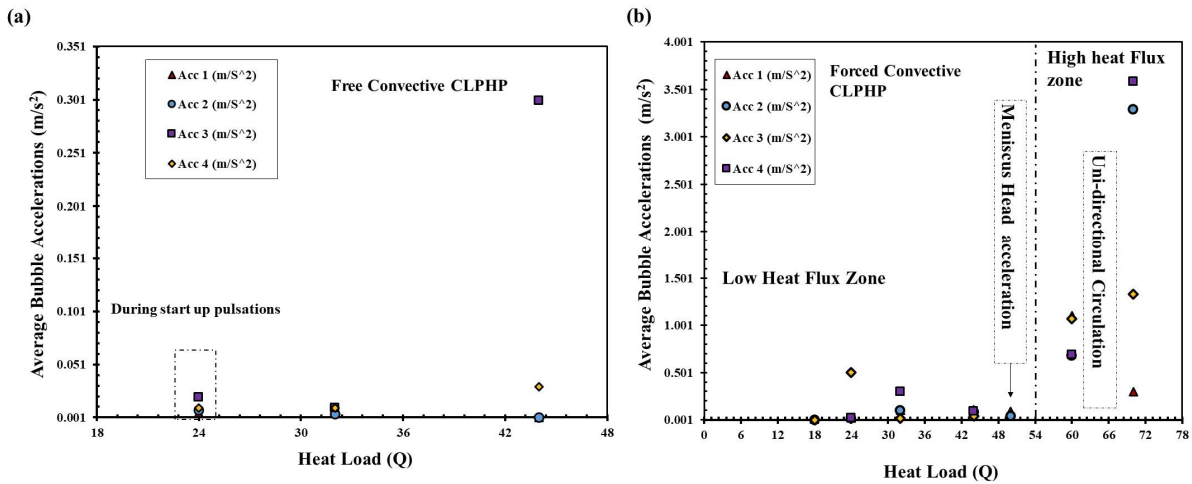 (a)
0.351
0.301
0.251
0.201
0.151
0.101
0.051
0.001
Average Bubble Accelerations (m/s²)
Acc 1 (m/S^2)
Acc 2 (m/S^2)
Acc 3 (m/S^2)
Acc 4 (m/S^2)
Free Convective CLPHP
During start up pulsations
18 24 30 36 42 48
Heat Load (Q)
(b)
4.001
3.501
3.001
2.501
2.001
1.501
1.001
0.501
0.001
Average Bubble Accelerations (m/s²)
Acc 1 (m/S^2)
Acc 2 (m/S^2)
Acc 3 (m/S^2)
Acc 4 (m/S^2)
Forced Convective
CLPHP
High heat Flux
zone
Low Heat Flux Zone
Meniscus Head acceleration
Uni-directional Circulation
0 6 12 18 24 30 36 42 48 54 60 66 72 78
Heat Load (Q)